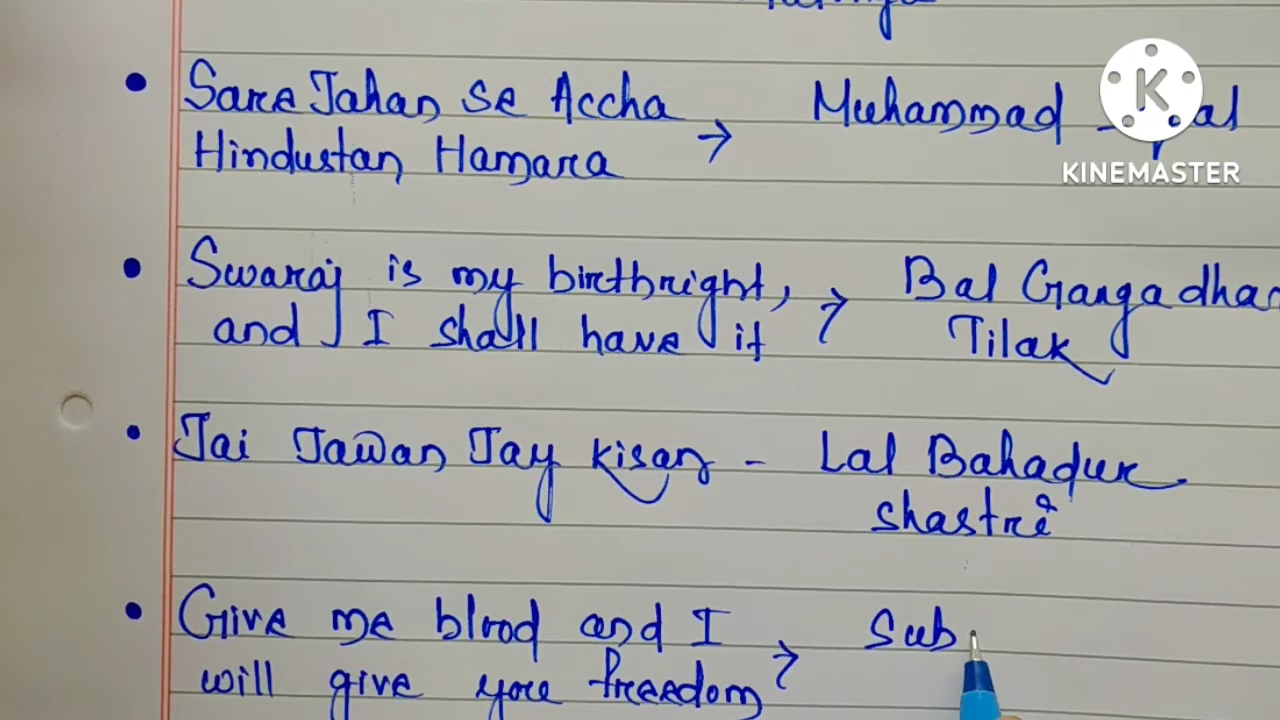 Sare Jahan se Accha → Muhammad
Hindustan Hamara
KINEMASTER
Swaraj is my birthright, → Bal Gangadhar
and I shall have it Tilak
Jai Jawan Jay kisan - Lal Bahadur
shastri
Give me blood and I → Sub
will give you freedom